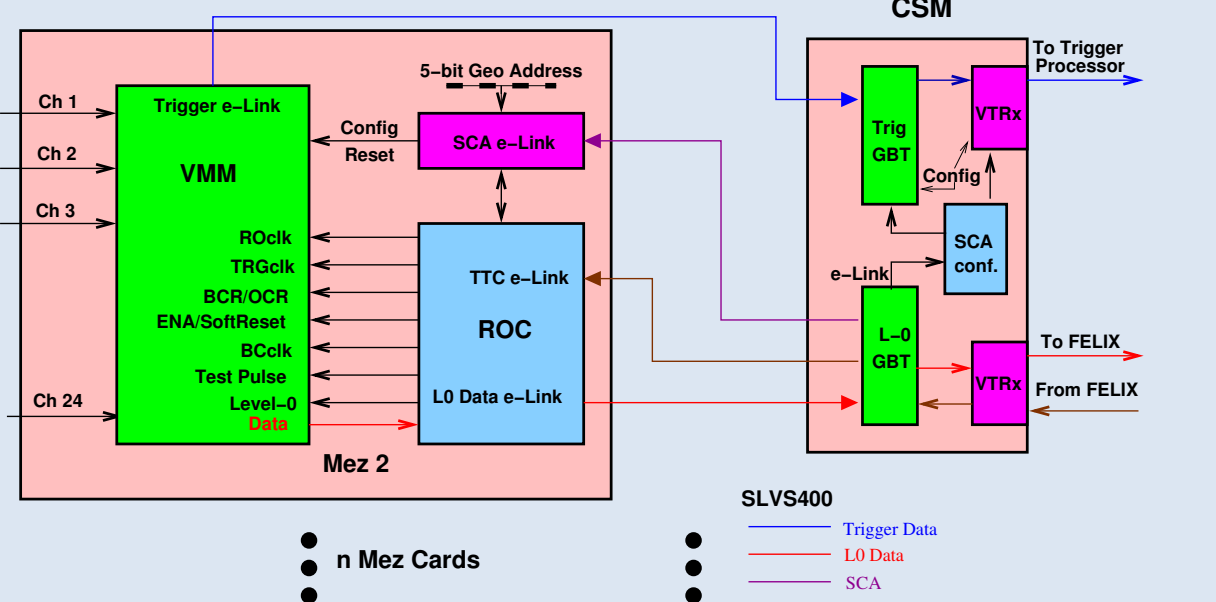 CSM
To Trigger
Processor
5−bit Geo Address
Ch 1
Trigger e−Link
Config
Reset
SCA e−Link
VTRx
Trig
GBT
Ch 2
VMM
Config
Ch 3
ROclk
TRGclk
BCR/OCR
ENA/SoftReset
BCclk
Test Pulse
Level−0
Data
TTC e−Link
ROC
L0 Data e−Link
SCA
conf.
e−Link
L−0
GBT
To FELIX
VTRx
From FELIX
Ch 24
Mez 2
SLVS400
Trigger Data
L0 Data
SCA
n Mez Cards